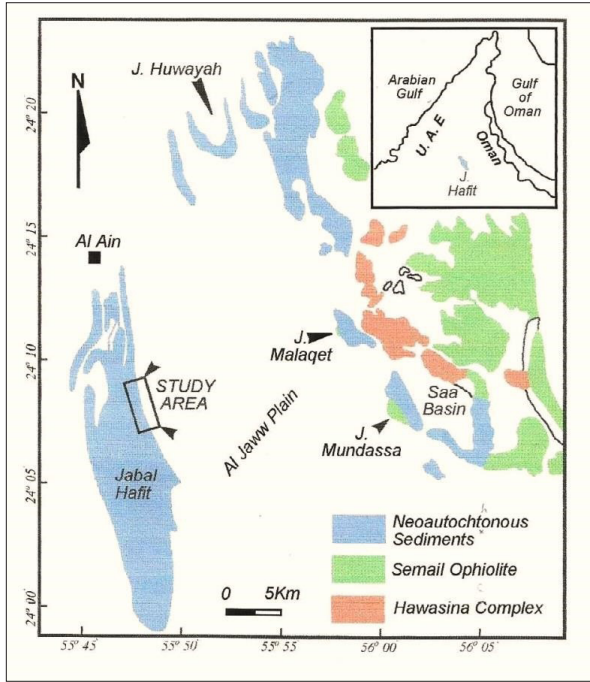 N
J. Huwayah
Arabian
Gulf
Gulf
of
Oman
U. A. E
Oman
J.
Hafit
24° 20
24° 15
24° 10
24° 05
24° 00
Al Ain
J.
Malaqet
STUDY
AREA
Saa
Basin
Al Jaww Plain
J.
Mundassa
Jabal
Hafit
Neoautochtonous
Sediments
Semail Ophiolite
Hawasina Complex
0 5Km
55° 45
55° 50
55° 55
56° 00
56° 05